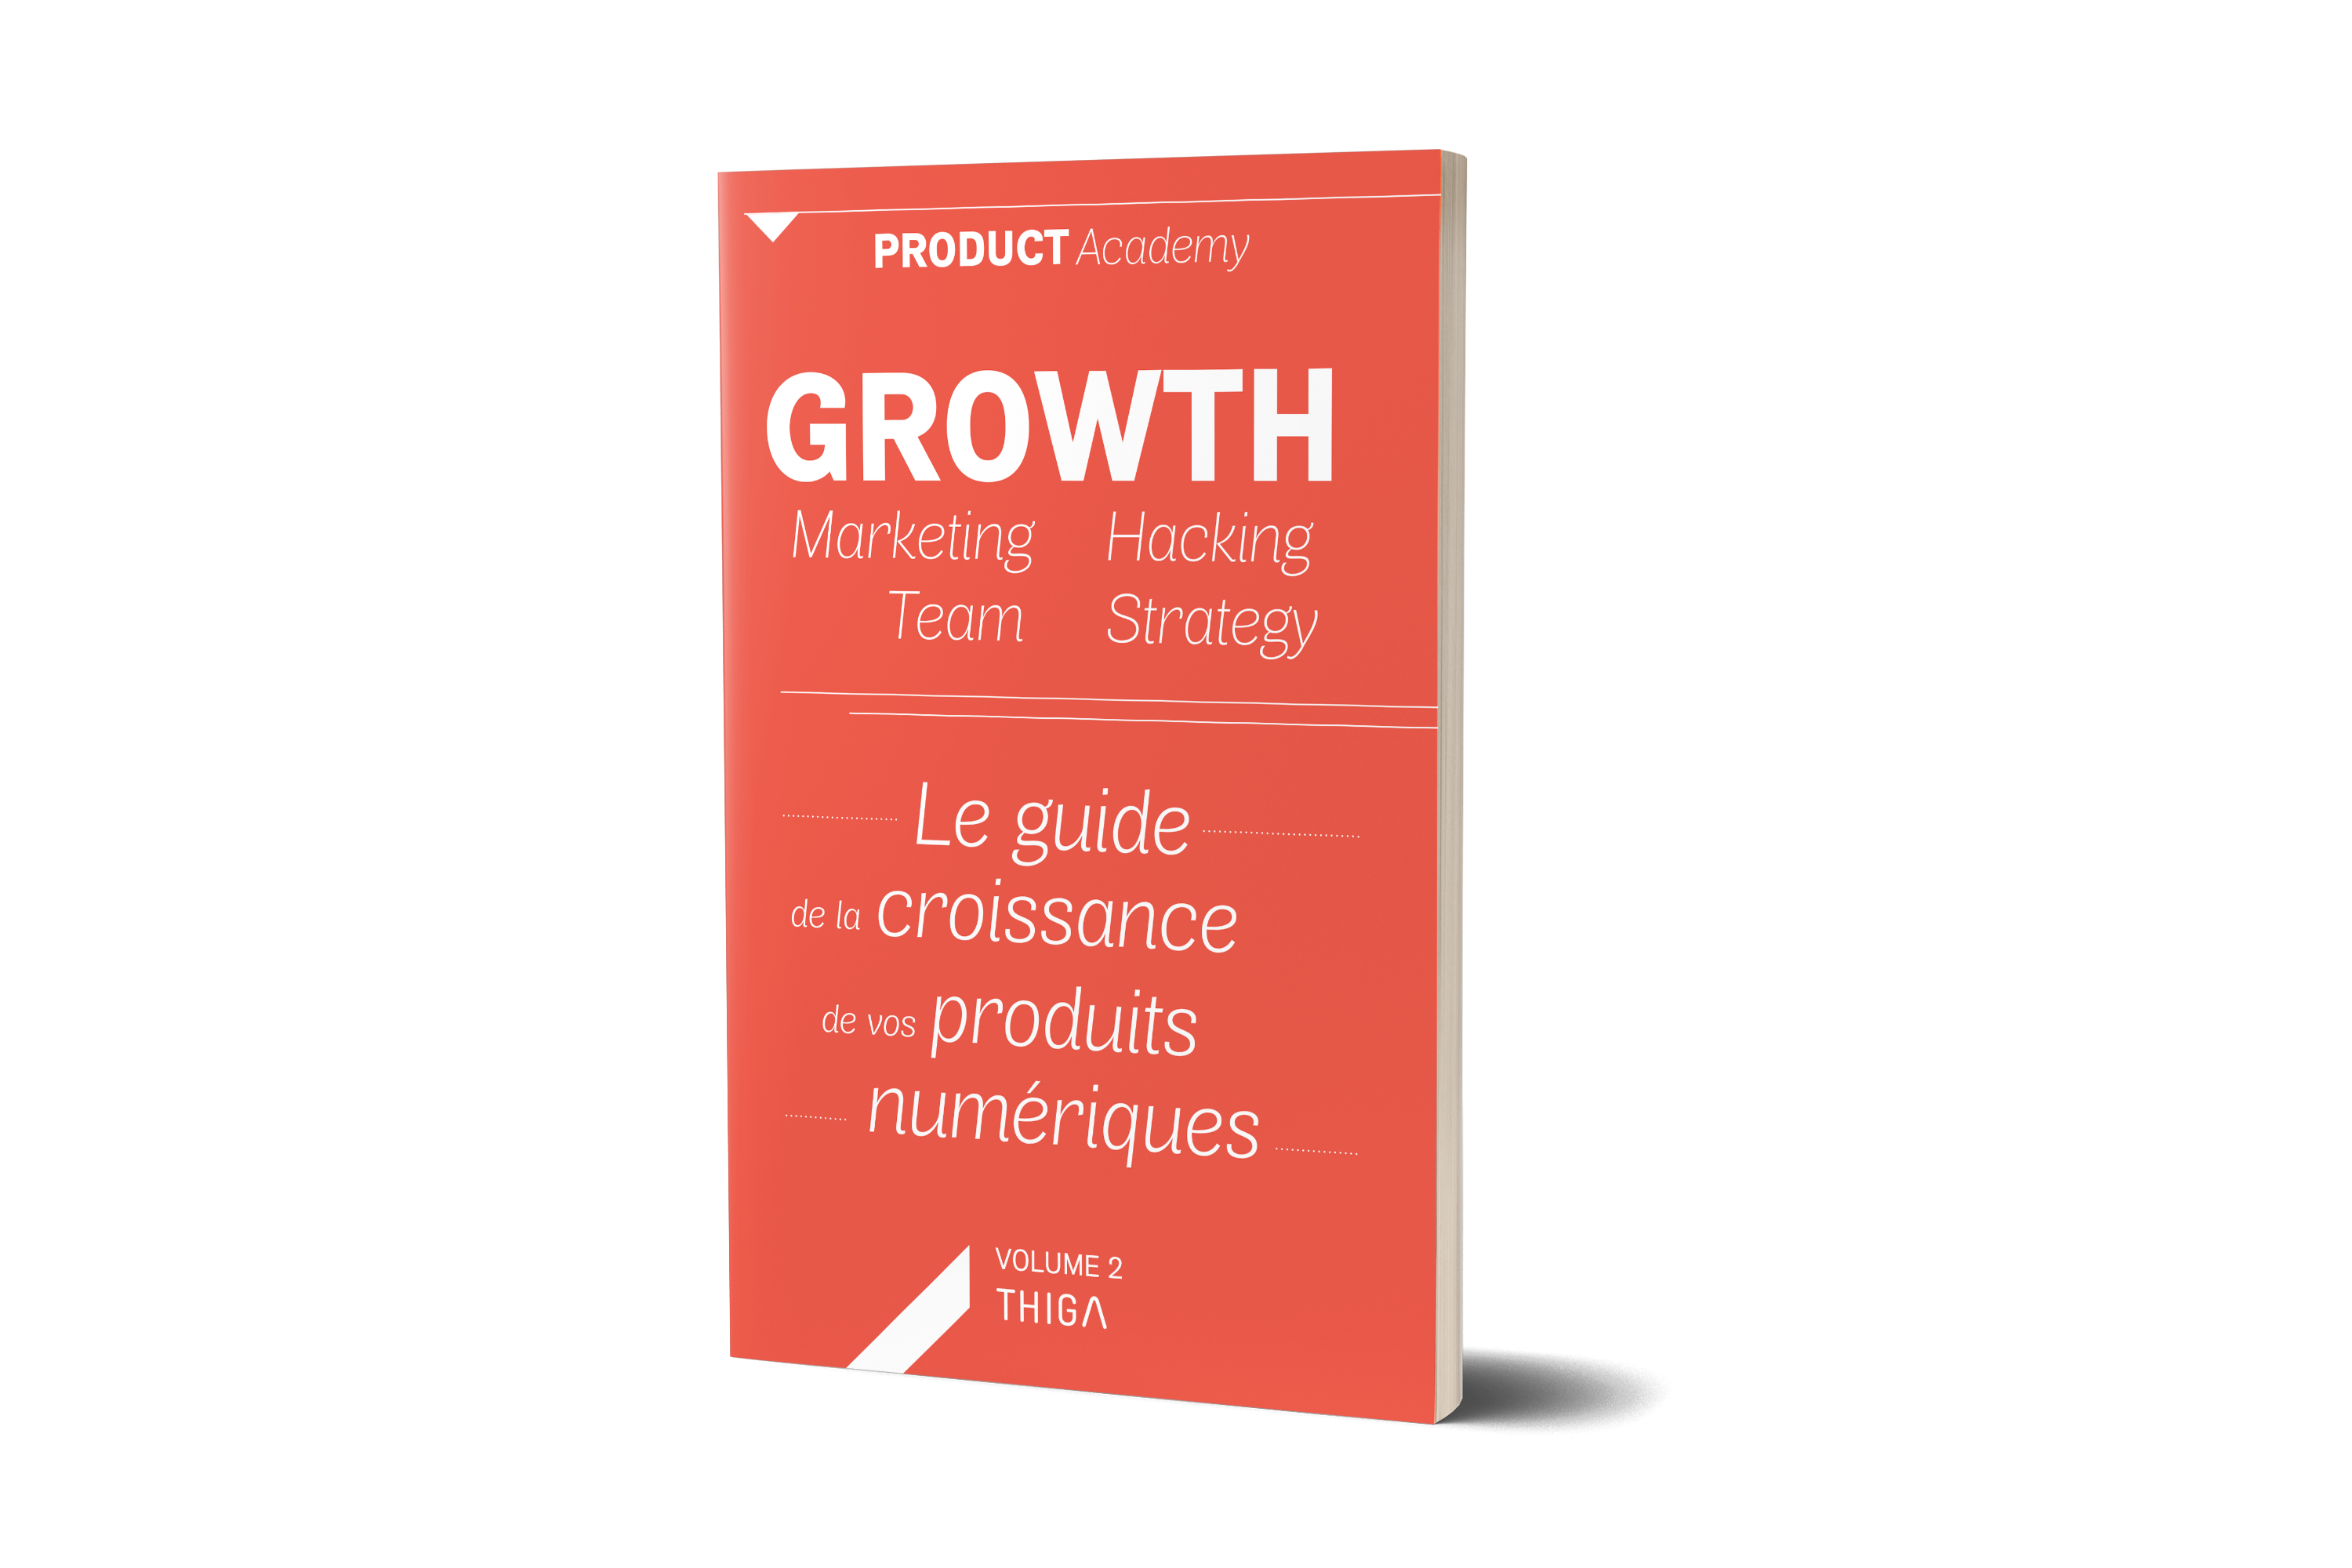 PRODUCT Academy
GROWTH
Marketing Hacking
Team Strategy
Le guide
de la croissance
de vos produits
numériques
VOLUME 2
THIGA